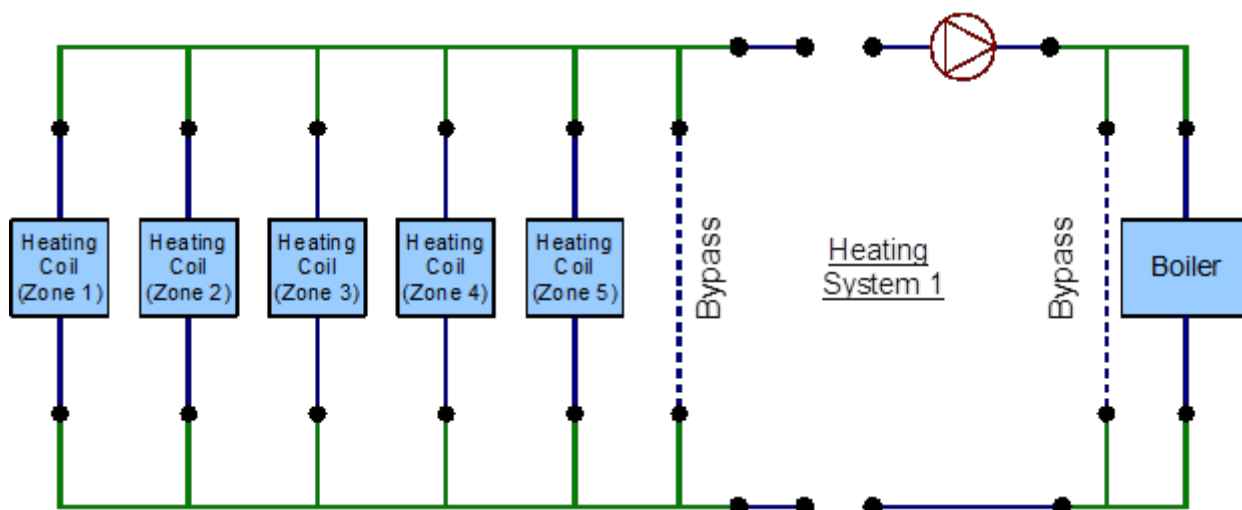 Heating
Coil
(Zone 1)
Heating
Coil
(Zone 2)
Heating
Coil
(Zone 3)
Heating
Coil
(Zone 4)
Heating
Coil
(Zone 5)
Bypass
Heating
System 1
Bypass
Boiler